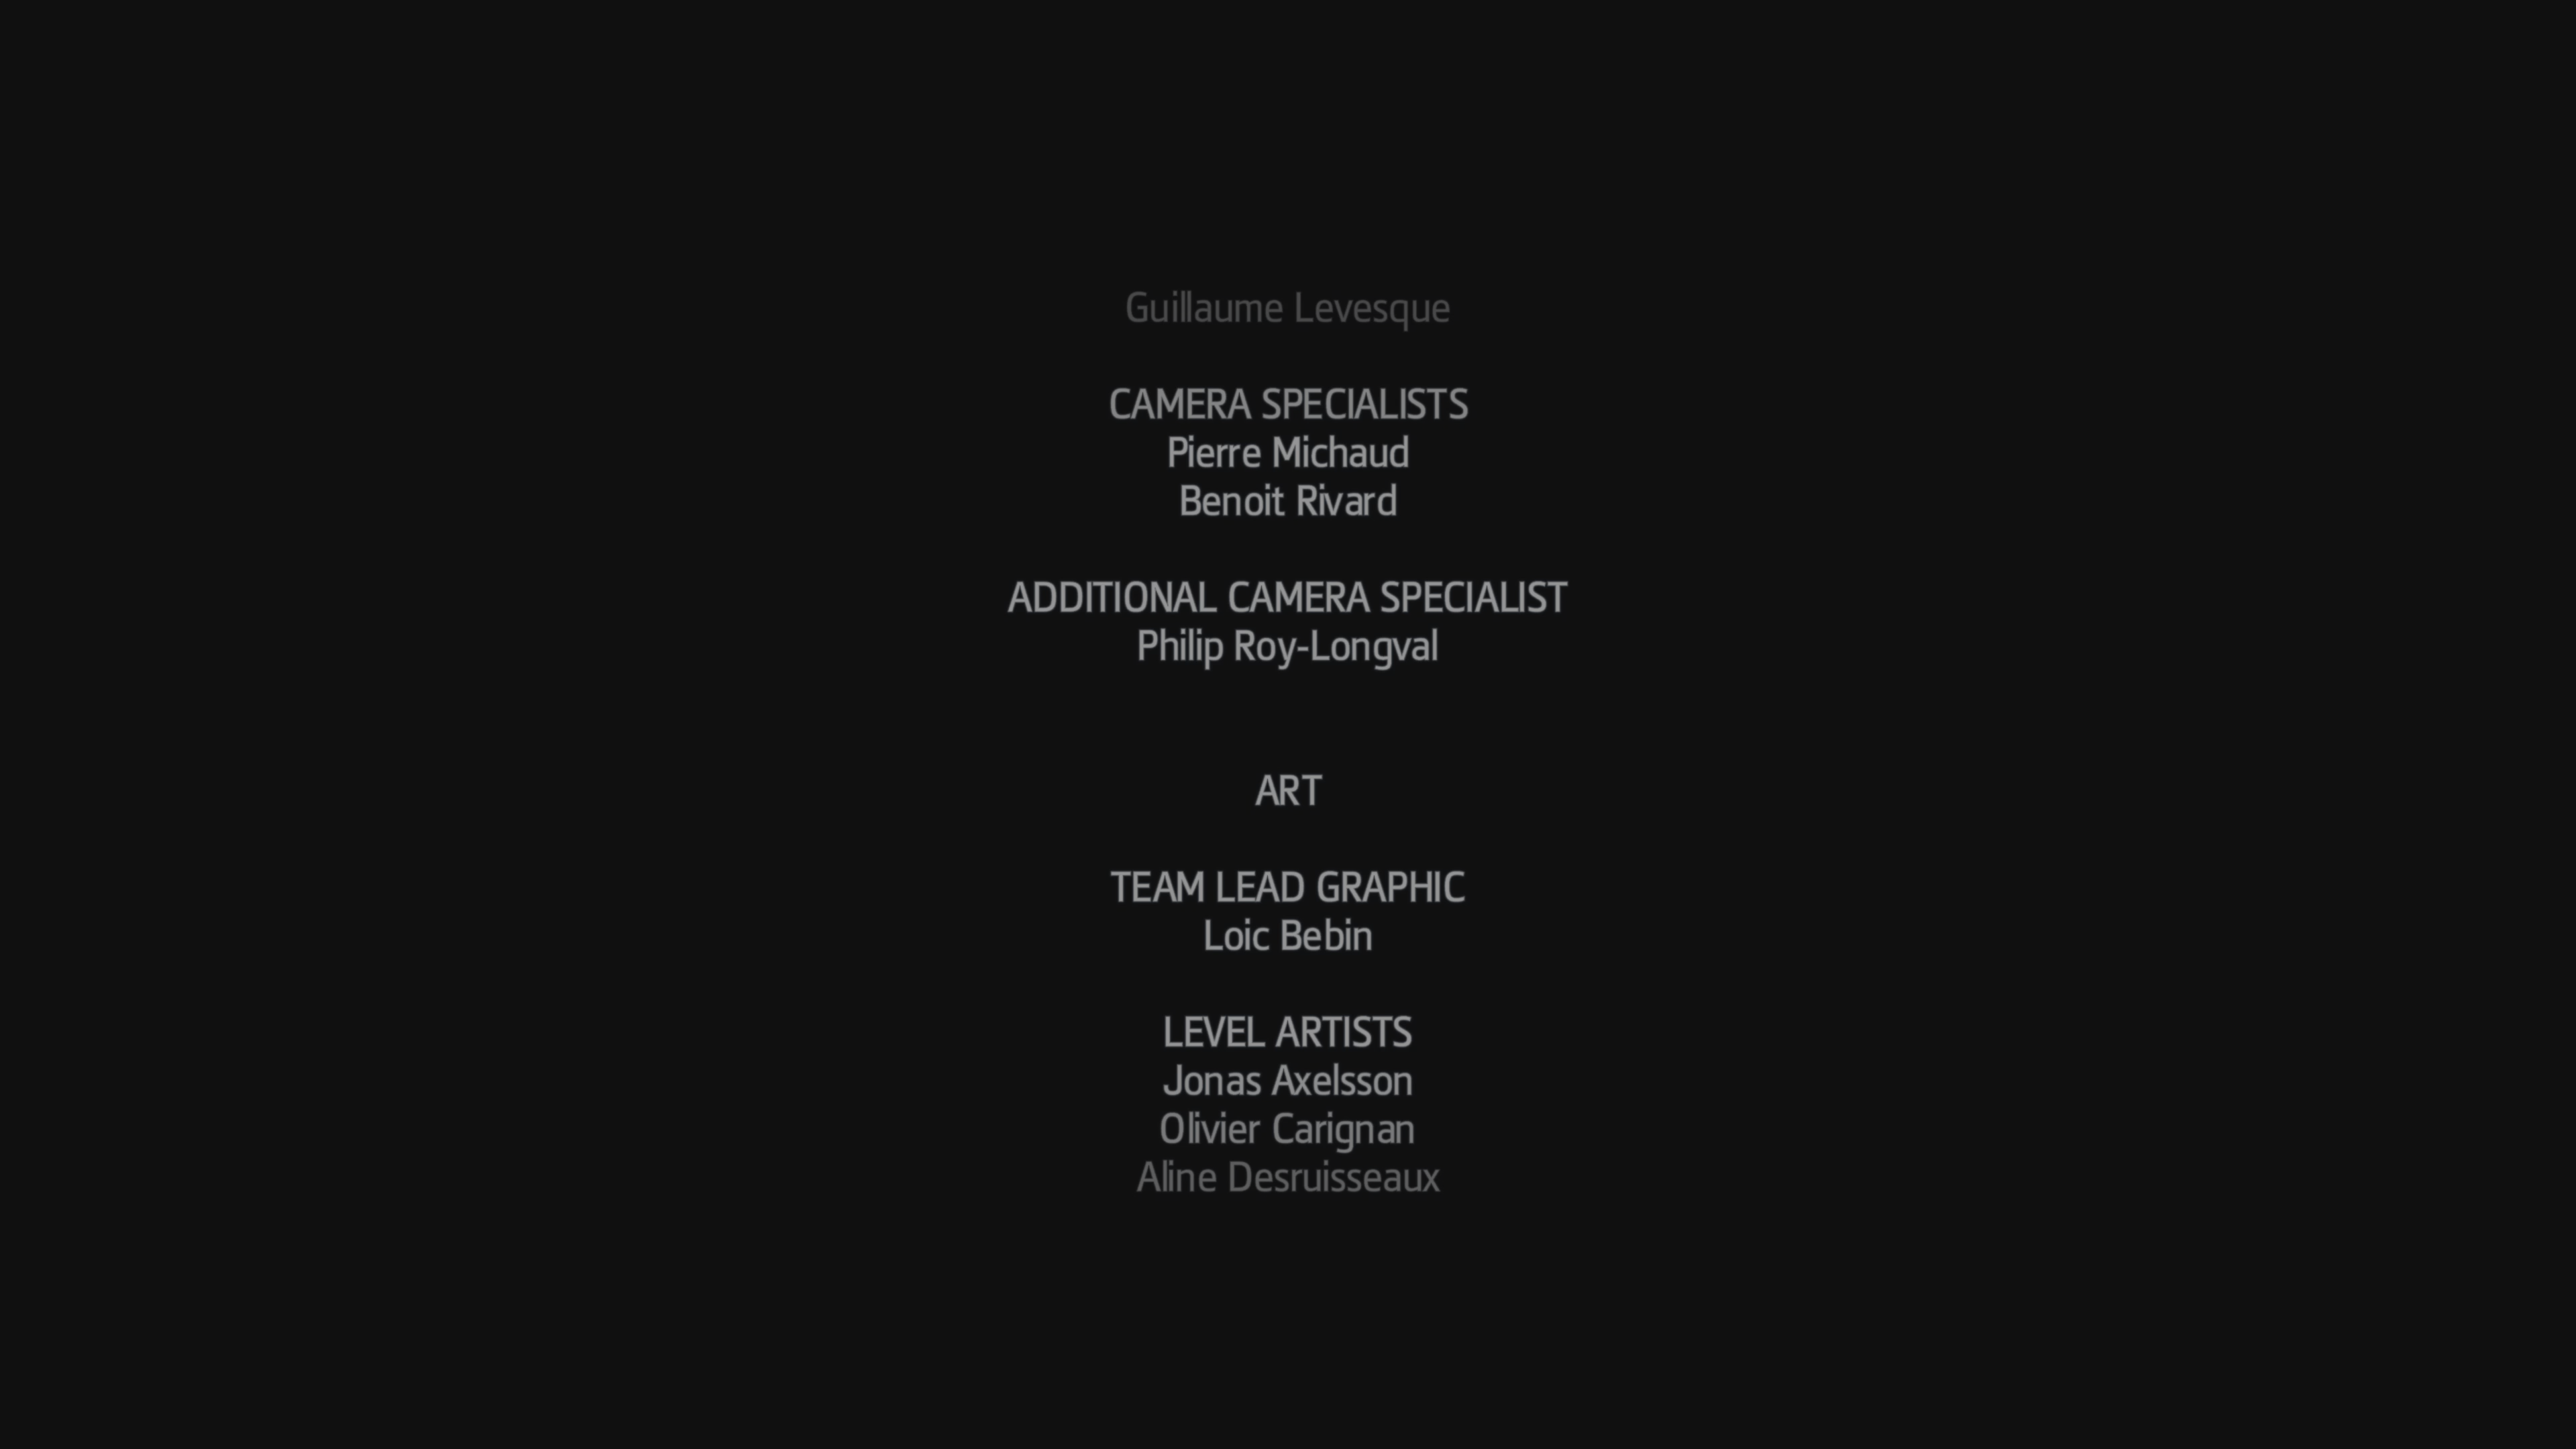 Guillaume Levesque
CAMERA SPECIALISTS
Pierre Michaud
Benoit Rivard
ADDITIONAL CAMERA SPECIALIST
Philip Roy-Longval
ART
TEAM LEAD GRAPHIC
Loic Bebin
LEVEL ARTISTS
Jonas Axelsson
Olivier Carignan
Aline Desruisseaux